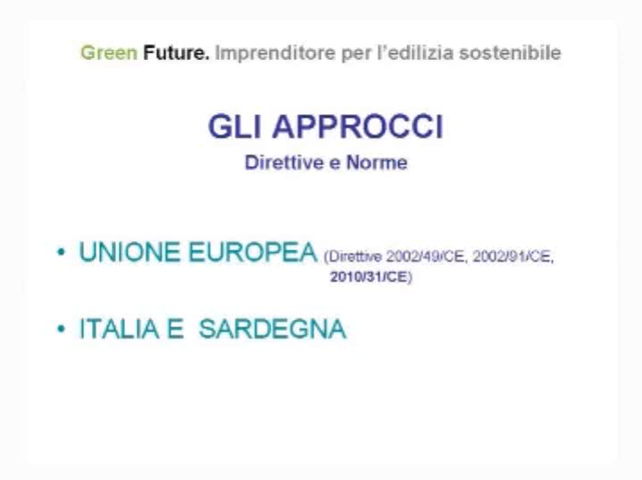 Green Future. Imprenditore per l'edilizia sostenibile
GLI APPROCCI
Direttive e Norme
• UNIONE EUROPEA (Direttive 2002/49/CE, 2002/91/CE,
2010/31/CE)
• ITALIA E SARDEGNA